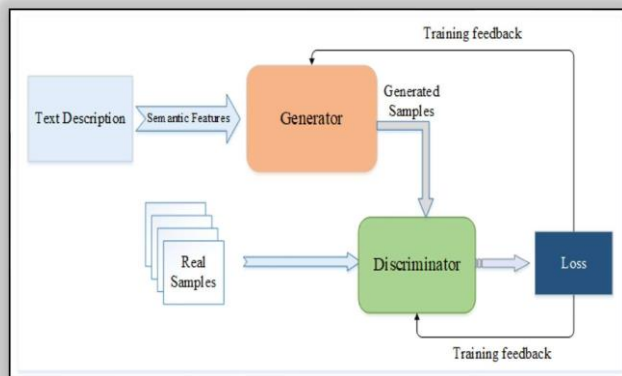 Training feedback
Text Description
Semantic Features
Generator
Generated
Samples
Real
Samples
Discriminator
Loss
Training feedback